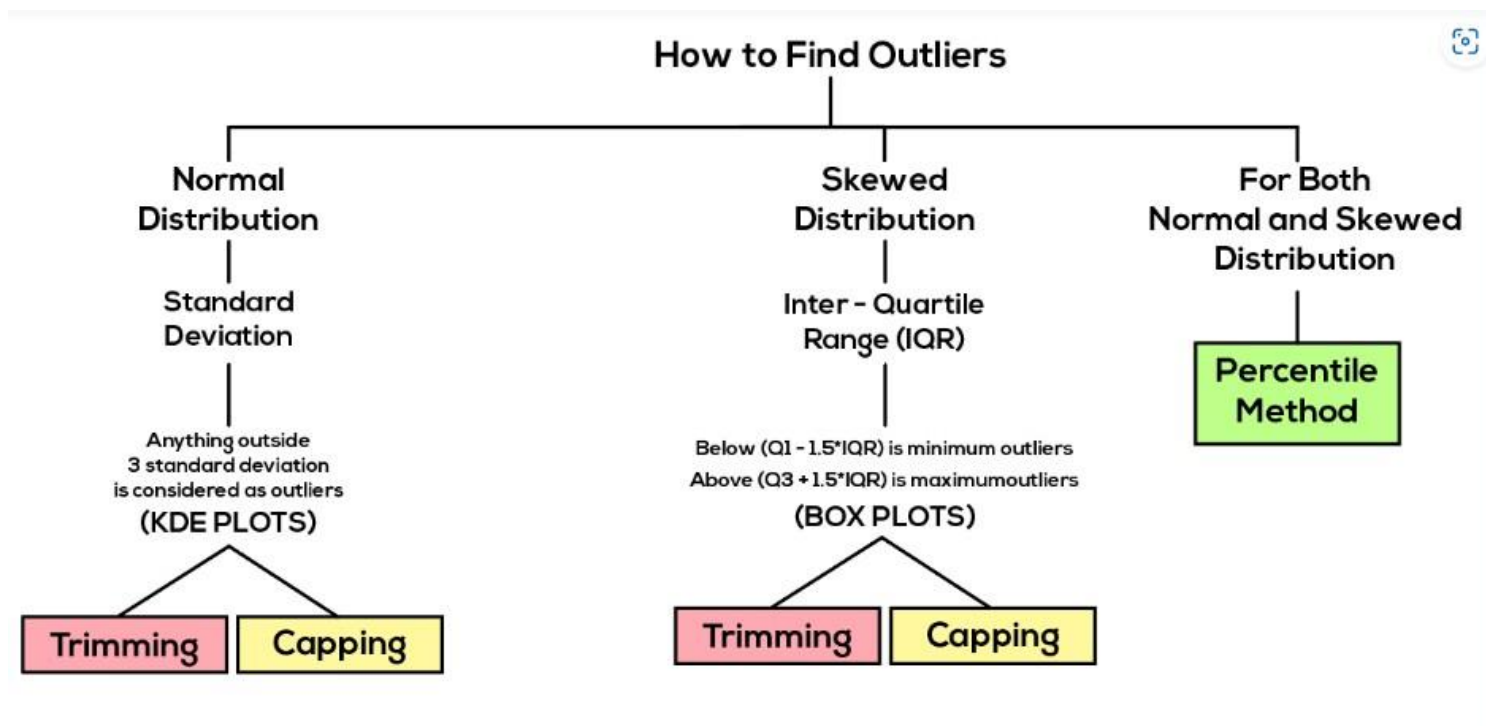 How to Find Outliers
Normal
Distribution
Standard
Deviation
Anything outside
3 standard deviation
is considered as outliers
(KDE PLOTS)
Trimming
Capping
Skewed
Distribution
Inter - Quartile
Range (IQR)
Below (Q1 - 1.5*IQR) is minimum outliers
Above (Q3 + 1.5*IQR) is maximumoutliers
(BOX PLOTS)
Trimming
Capping
For Both
Normal and Skewed
Distribution
Percentile
Method